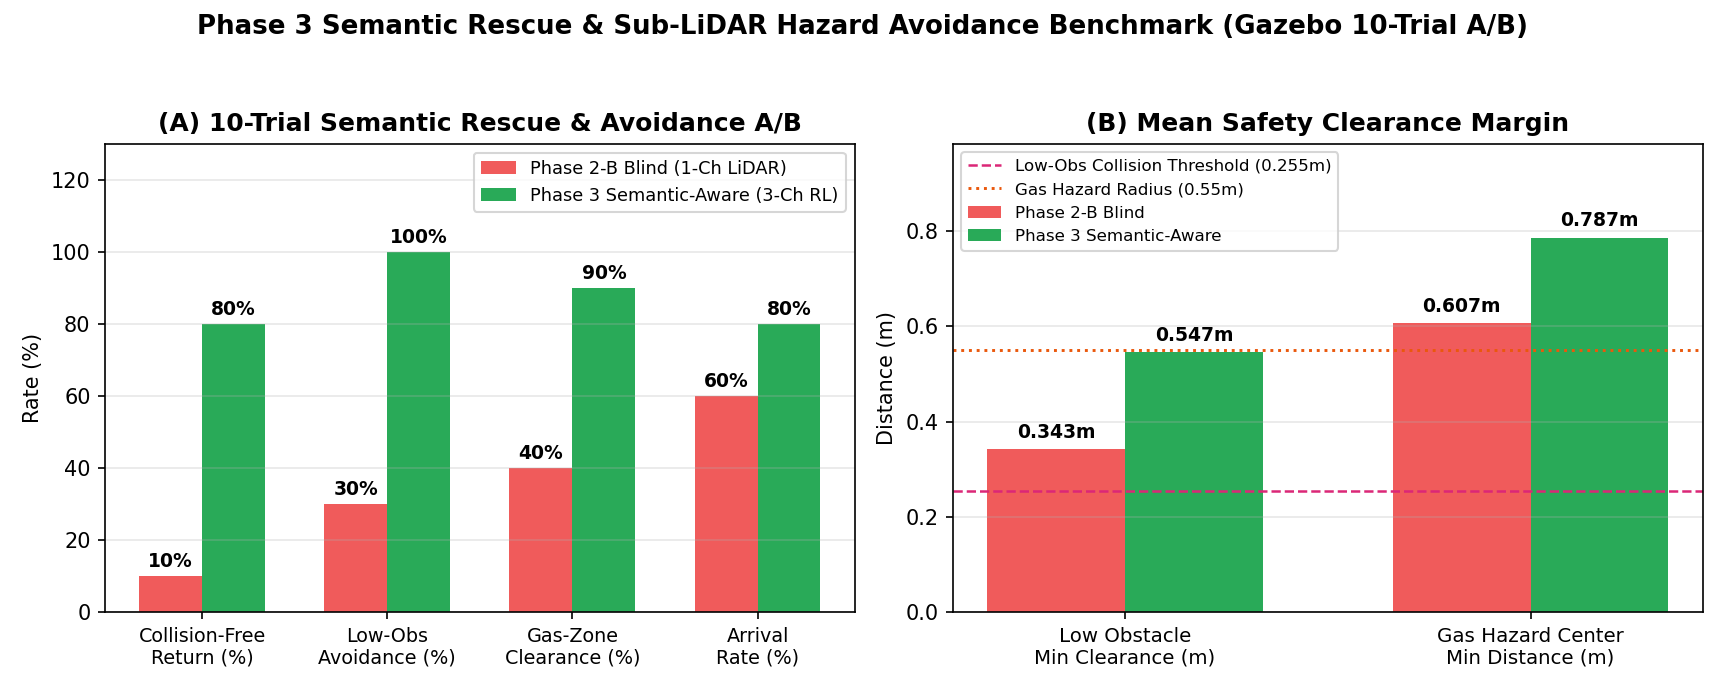 Phase 3 Semantic Rescue & Sub-LiDAR Hazard Avoidance Benchmark (Gazebo 10-Trial A/B)
(A) 10-Trial Semantic Rescue & Avoidance A/B
Rate (%)
120
100
80
60
40
20
0
Phase 2-B Blind (1-Ch LiDAR)
Phase 3 Semantic-Aware (3-Ch RL)
10%
80%
30%
100%
40%
90%
60%
80%
Collision-Free
Return (%)
Low-Obs
Avoidance (%)
Gas-Zone
Clearance (%)
Arrival
Rate (%)
(B) Mean Safety Clearance Margin
Distance (m)
0.8
0.6
0.4
0.2
0.0
Low-Obs Collision Threshold (0.255m)
Gas Hazard Radius (0.55m)
Phase 2-B Blind
Phase 3 Semantic-Aware
0.343m
0.547m
0.607m
0.787m
Low Obstacle
Min Clearance (m)
Gas Hazard Center
Min Distance (m)